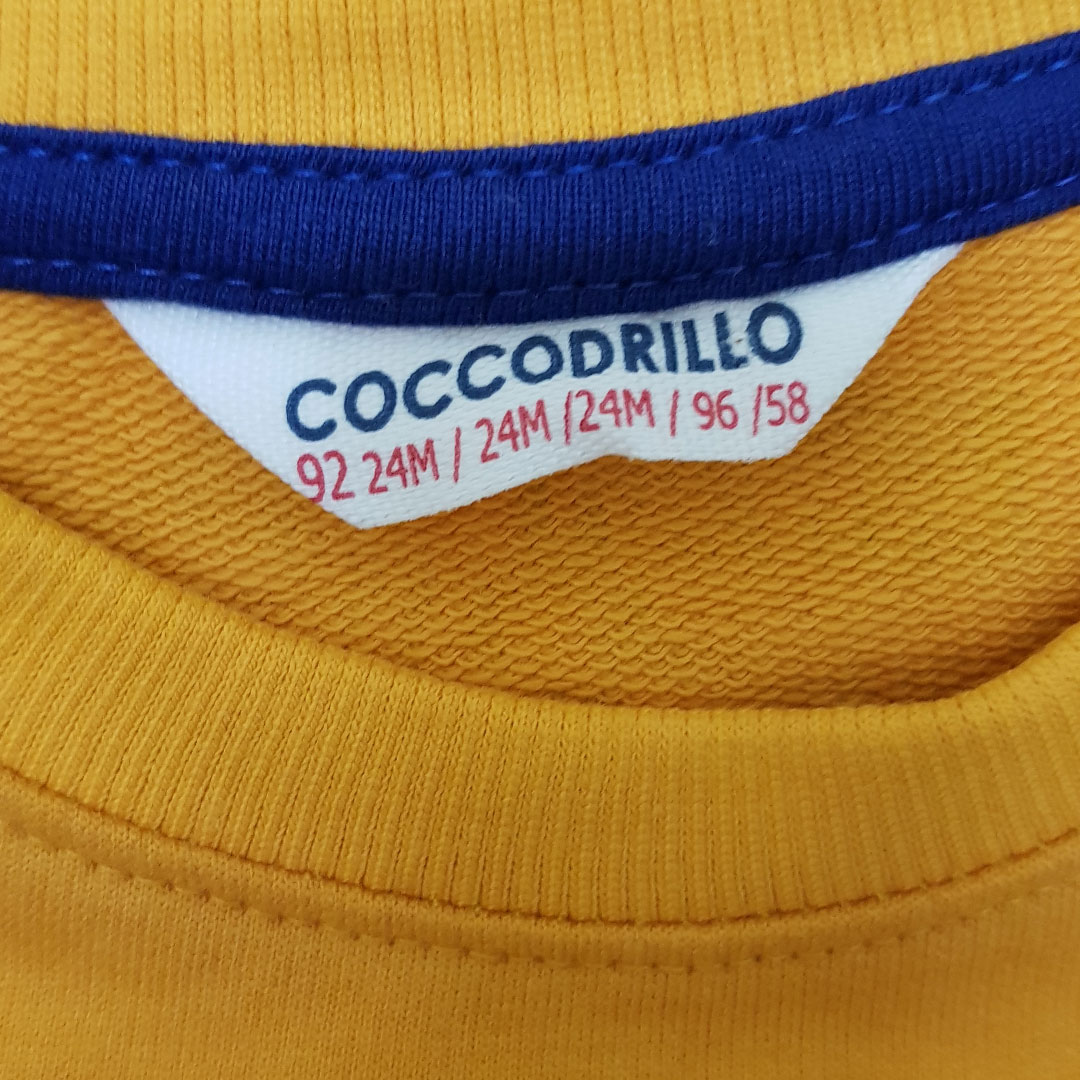 COCCODRILLO
92 24M / 24M /24M / 96 /58